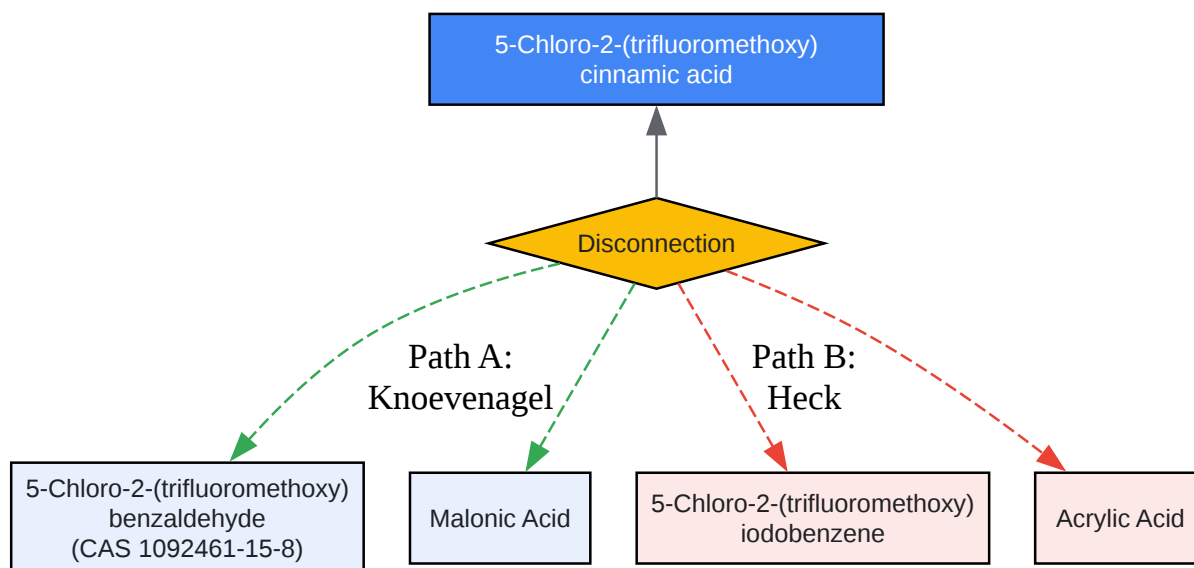 5-Chloro-2-(trifluoromethoxy)
cinnamic acid
Disconnection
Path A:
Knoevenagel
Path B:
Heck
5-Chloro-2-(trifluoromethoxy)
benzaldehyde
(CAS 1092461-15-8)
Malonic Acid
5-Chloro-2-(trifluoromethoxy)
iodobenzene
Acrylic Acid